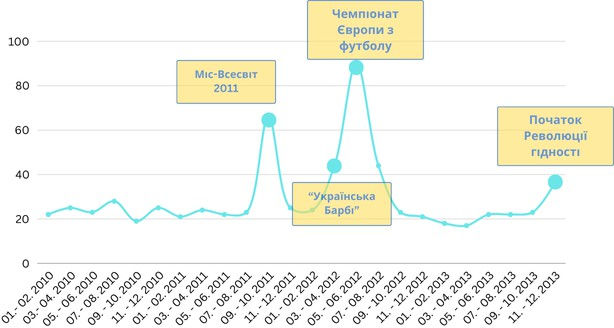 Чемпіонат
Європи з
футболу
Міс-Всесвіт
2011
Початок
Революції
гідності
“Українська
Барбі”
100
80
60
40
20
0
01.- 02. 2010
03.- 04. 2010
05. - 06. 2010
07. - 08. 2010
09. - 10. 2010
11. - 12. 2010
01. - 02. 2011
03. - 04. 2011
05. - 06. 2011
07. - 08. 2011
09. - 10. 2011
11. - 12. 2011
01. - 02. 2012
03. - 04. 2012
05. - 06. 2012
07. - 08. 2012
09. - 10. 2012
11. - 12. 2012
01. - 02. 2013
03. - 04. 2013
05. - 06. 2013
07. - 08. 2013
09. - 10. 2013
11. - 12. 2013